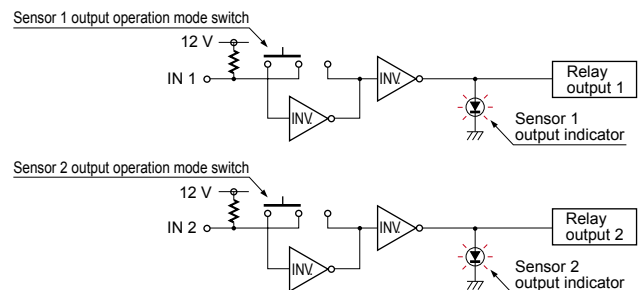 Sensor 1 output operation mode switch
12 V
IN 1
INV.
INV.
Relay
output 1
Sensor 1
output indicator
Sensor 2 output operation mode switch
12 V
IN 2
INV.
INV.
Relay
output 2
Sensor 2
output indicator